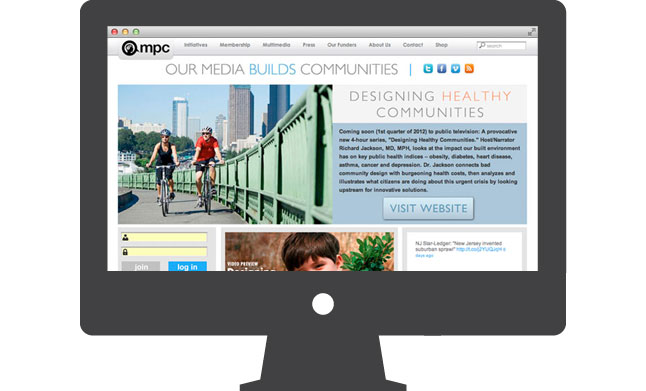 mpc
Initiatives Membership Multimedia Press Our Funders About Us Contact Shop search
OUR MEDIA BUILDS COMMUNITIES
DESIGNING HEALTHY
COMMUNITIES
Coming soon (1st quarter of 2012) to public television: A provocative
new 4-hour series, "Designing Healthy Communities." Host/Narrator
Richard Jackson, MD, MPH, looks at the impact our built environment
has on key public health indices – obesity, diabetes, heart disease,
asthma, cancer and depression. Dr. Jackson connects bad
community design with burgeoning health costs, then analyzes and
illustrates what citizens are doing about this urgent crisis by looking
upstream for innovative solutions.
VISIT WEBSITE
join log in
VIDEO PREVIEW
NJ Star-Ledger: "New Jersey invented
suburban sprawl"
days ago